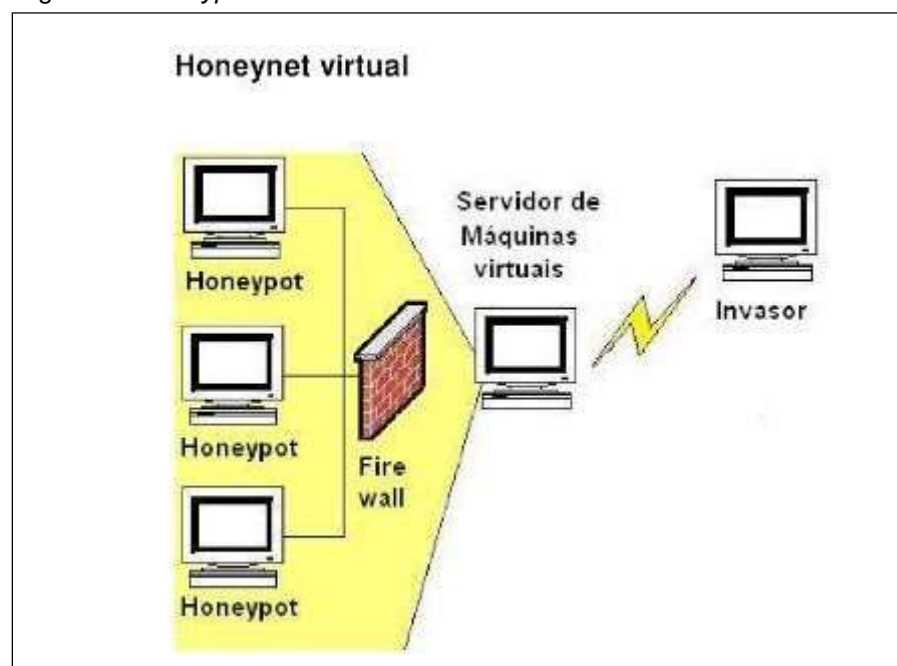 Honeynet virtual
Servidor de
Máquinas
virtuais
Honeypot
Invasor
Honeypot
Fire
wall
Honeypot